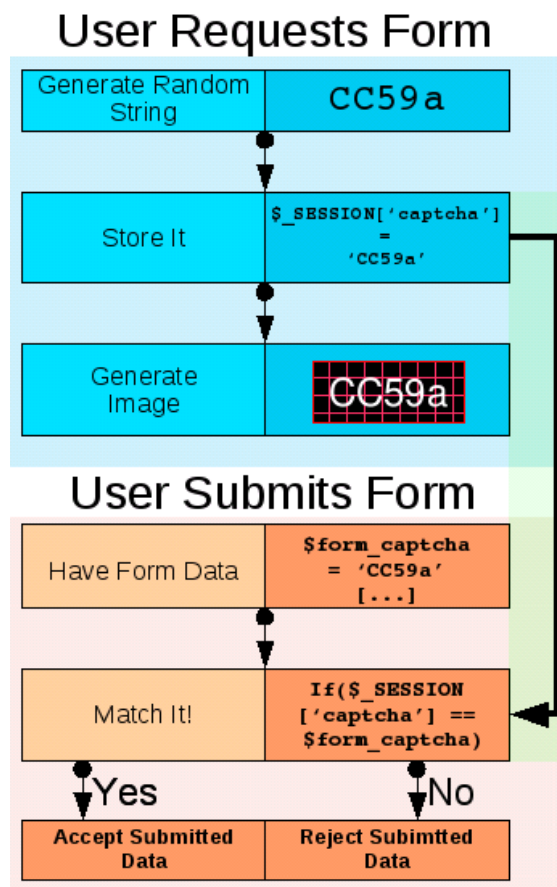 User Requests Form
Generate Random
String
CC59a
Store It
$_SESSION['captcha']
=
‘CC59a’
Generate
Image
CC59a
User Submits Form
Have Form Data
$form_captcha
= ‘CC59a’
[...]
Match It!
If($_SESSION
['captcha'] ==
$form_captcha)
Yes
No
Accept Submitted
Data
Reject Subimtted
Data